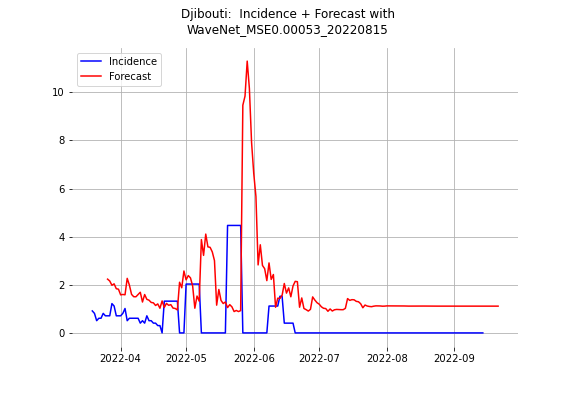 Djibouti:  Incidence + Forecast with
WaveNet_MSE0.00053_20220815
Incidence
Forecast
10
8
6
4
2
0
2022-04 2022-05 2022-06 2022-07 2022-08 2022-09